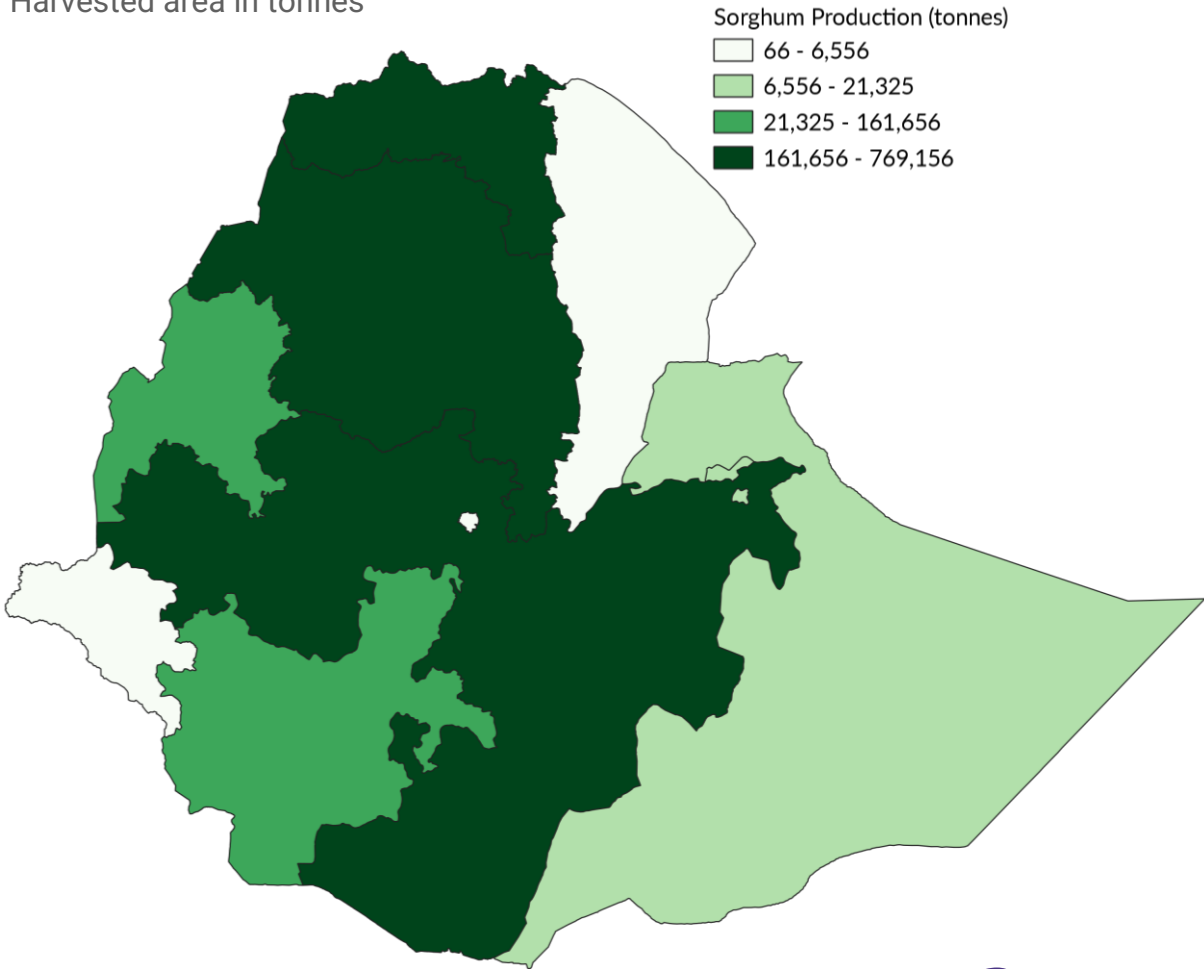 Harvested area in tonnes
Sorghum Production (tonnes)
66 - 6,556
6,556 - 21,325
21,325 - 161,656
161,656 - 769,156